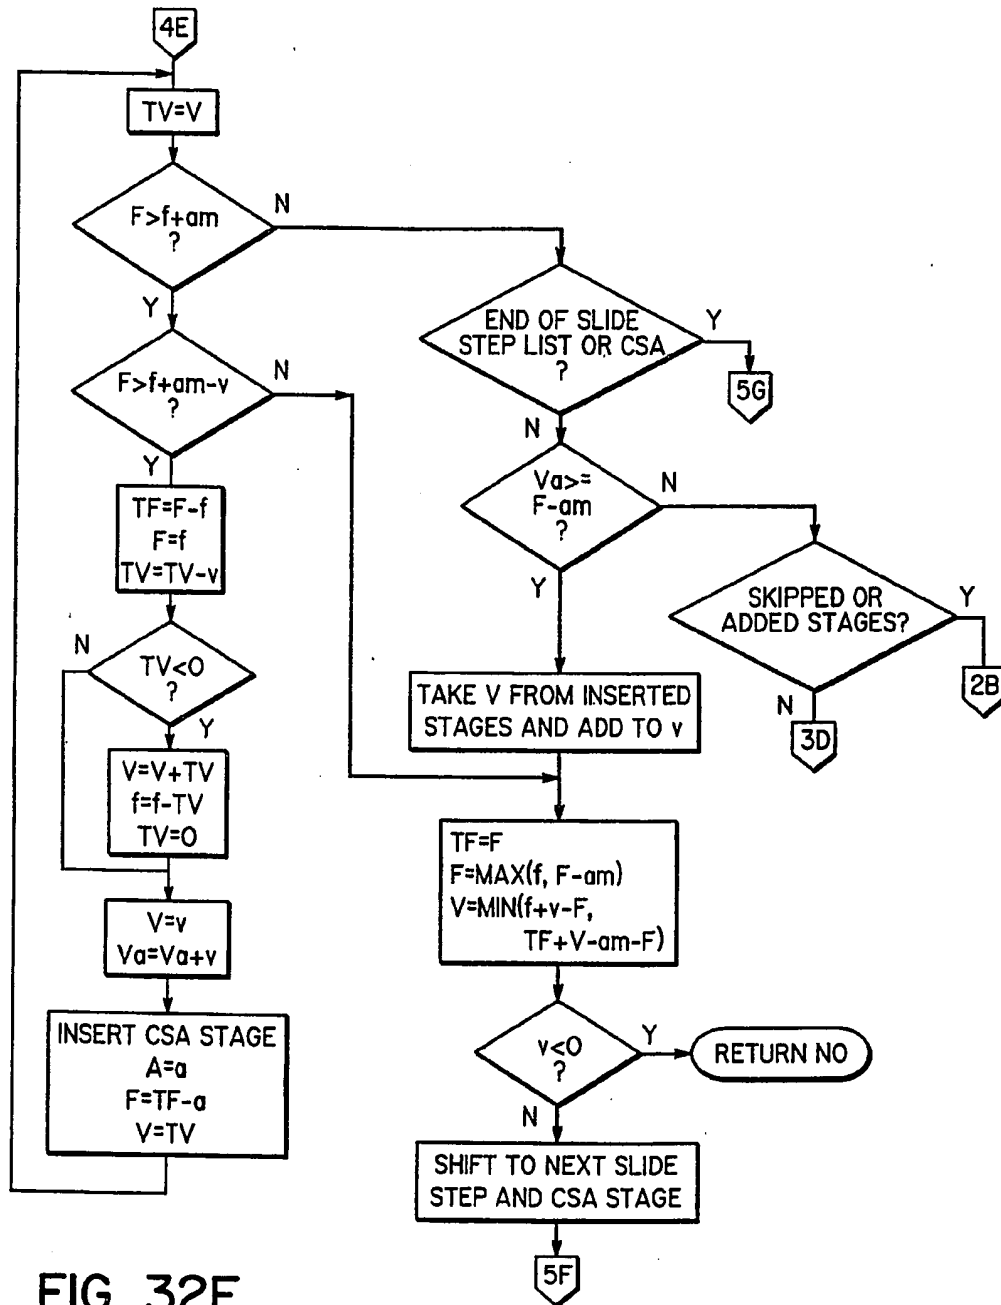 4E
TV=V
F>f+am
?
N
Y
F>f+am-v
?
N
Y
TF=F-f
F=f
TV=TV-v
TV<0
?
N
Y
V=V+TV
f=f-TV
TV=0
V=v
Va=Va+v
INSERT CSA STAGE
A=a
F=TF-a
V=TV
END OF SLIDE
STEP LIST OR CSA
?
Y
5G
N
Va>=
F-am
?
N
Y
SKIPPED OR
ADDED STAGES?
Y
2B
N
3D
TAKE V FROM INSERTED
STAGES AND ADD TO v
TF=F
F=MAX(f, F-am)
V=MIN(f+v-F,
TF+V-am-F)
v<0
?
Y
RETURN NO
N
SHIFT TO NEXT SLIDE
STEP AND CSA STAGE
5F